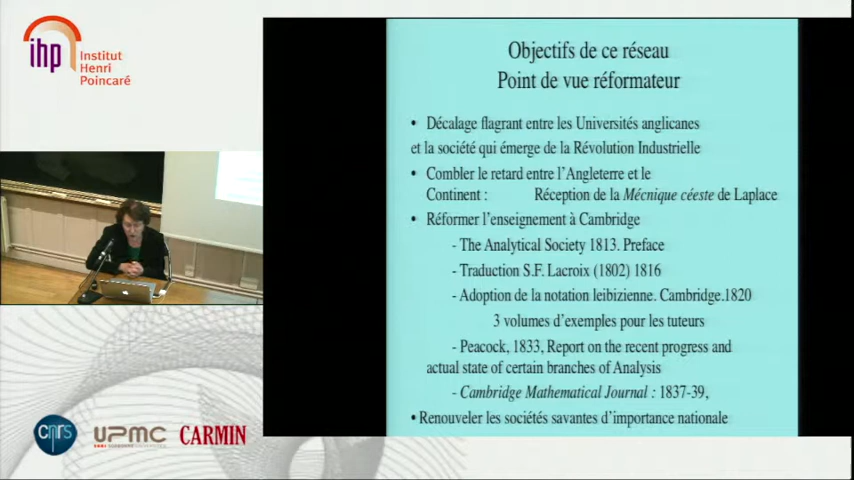 ihp
Institut
Henri
Poincaré
Objectifs de ce réseau
Point de vue réformateur
• Décalage flagrant entre les Universités anglicanes
et la société qui émerge de la Révolution Industrielle
• Combler le retard entre l'Angleterre et le
Continent : Réception de la Mécnique céeste de Laplace
• Réformer l'enseignement à Cambridge
- The Analytical Society 1813. Preface
- Traduction S.F. Lacroix (1802) 1816
- Adoption de la notation leibizienne. Cambridge.1820
3 volumes d'exemples pour les tuteurs
- Peacock, 1833, Report on the recent progress and
actual state of certain branches of Analysis
- Cambridge Mathematical Journal : 1837-39,
• Renouveler les sociétés savantes d'importance nationale
cnrs
UPMC
CARMIN